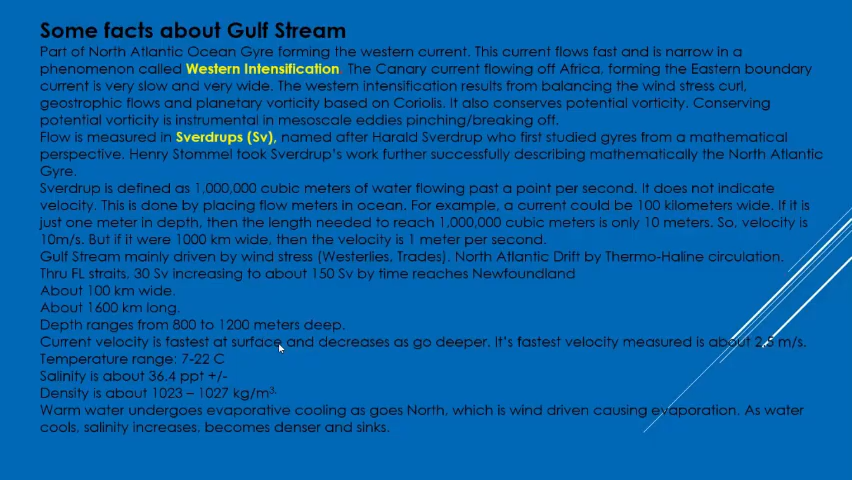 Some facts about Gulf Stream
Part of North Atlantic Ocean Gyre forming the western current. This current flows fast and is narrow in a
phenomenon called Western Intensification. The Canary current flowing off Africa, forming the Eastern boundary
current is very slow and very wide. The western intensification results from balancing the wind stress curl,
geostrophic flows and planetary vorticity based on Coriolis. It also conserves potential vorticity. Conserving
potential vorticity is instrumental in mesoscale eddies pinching/breaking off.
Flow is measured in Sverdrups (Sv), named after Harald Sverdrup who first studied gyres from a mathematical
perspective. Henry Stommel took Sverdrup's work further successfully describing mathematically the North Atlantic
Gyre.
Sverdrup is defined as 1,000,000 cubic meters of water flowing past a point per second. It does not indicate
velocity. This is done by placing flow meters in ocean. For example, a current could be 100 kilometers wide. If it is
just one meter in depth, then the length needed to reach 1,000,000 cubic meters is only 10 meters. So, velocity is
10m/s. But if it were 1000 km wide, then the velocity is 1 meter per second.
Gulf Stream mainly driven by wind stress (Westerlies, Trades). North Atlantic Drift by Thermo-Haline circulation.
Thru FL straits, 30 Sv increasing to about 150 Sv by time reaches Newfoundland
About 100 km wide.
About 1600 km long.
Depth ranges from 800 to 1200 meters deep.
Current velocity is fastest at surface and decreases as go deeper. It's fastest velocity measured is about 2.5 m/s.
Temperature range: 7-22 C
Salinity is about 36.4 ppt +/-
Density is about 1023 – 1027 kg/m³.
Warm water undergoes evaporative cooling as goes North, which is wind driven causing evaporation. As water
cools, salinity increases, becomes denser and sinks.